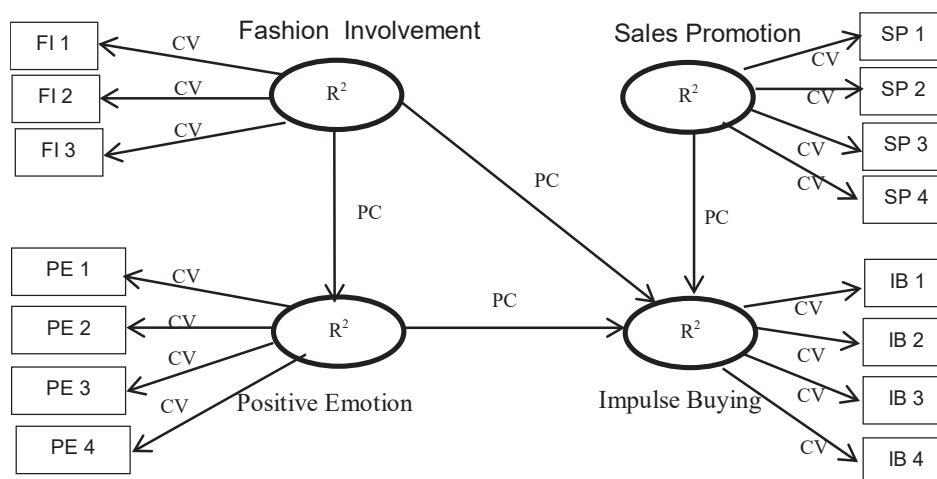 Fashion Involvement
Sales Promotion
FI 1
CV
R²
CV
SP 1
FI 2
CV
R²
CV
SP 2
FI 3
CV
CV
SP 3
CV
SP 4
PC
PC
PC
PE 1
CV
PC
CV
IB 1
PE 2
CV
R²
R²
CV
IB 2
PE 3
CV
CV
IB 3
PE 4
CV
Positive Emotion
Impulse Buying
CV
IB 4